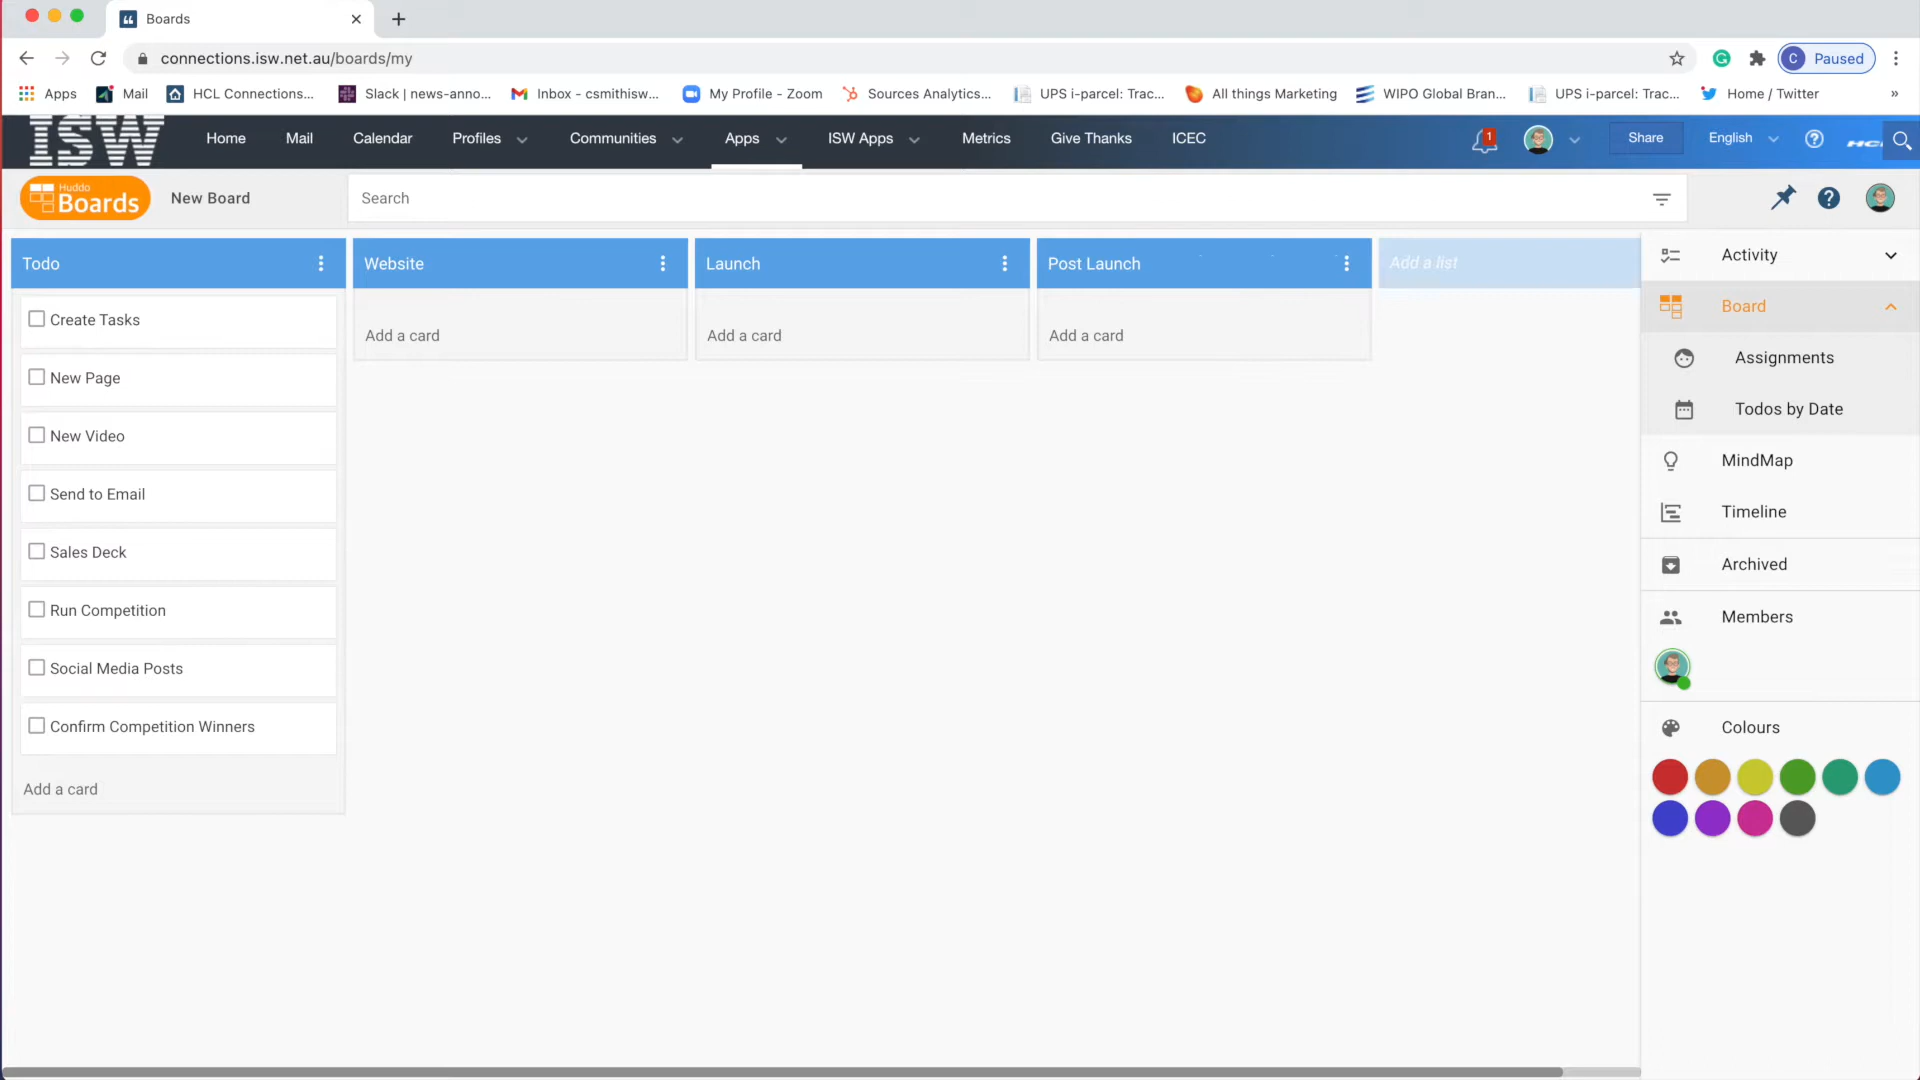 Boards
connections.isw.net.au/boards/my
C Paused
Apps Mail HCL Connections... Slack | news-anno... Inbox - csmithisw... My Profile - Zoom Sources Analytics... UPS i-parcel: Trac... All things Marketing WIPO Global Bran... UPS i-parcel: Trac... Home / Twitter »
ISW Home Mail Calendar Profiles Communities Apps ISW Apps Metrics Give Thanks ICEC 1 Share English HCL
Huddo
Boards New Board Search
Todo Website Launch Post Launch Add a list
Create Tasks
New Page
New Video
Send to Email
Sales Deck
Run Competition
Social Media Posts
Confirm Competition Winners
Add a card
Add a card
Add a card
Add a card
Activity
Board
Assignments
Todos by Date
MindMap
Timeline
Archived
Members
Colours